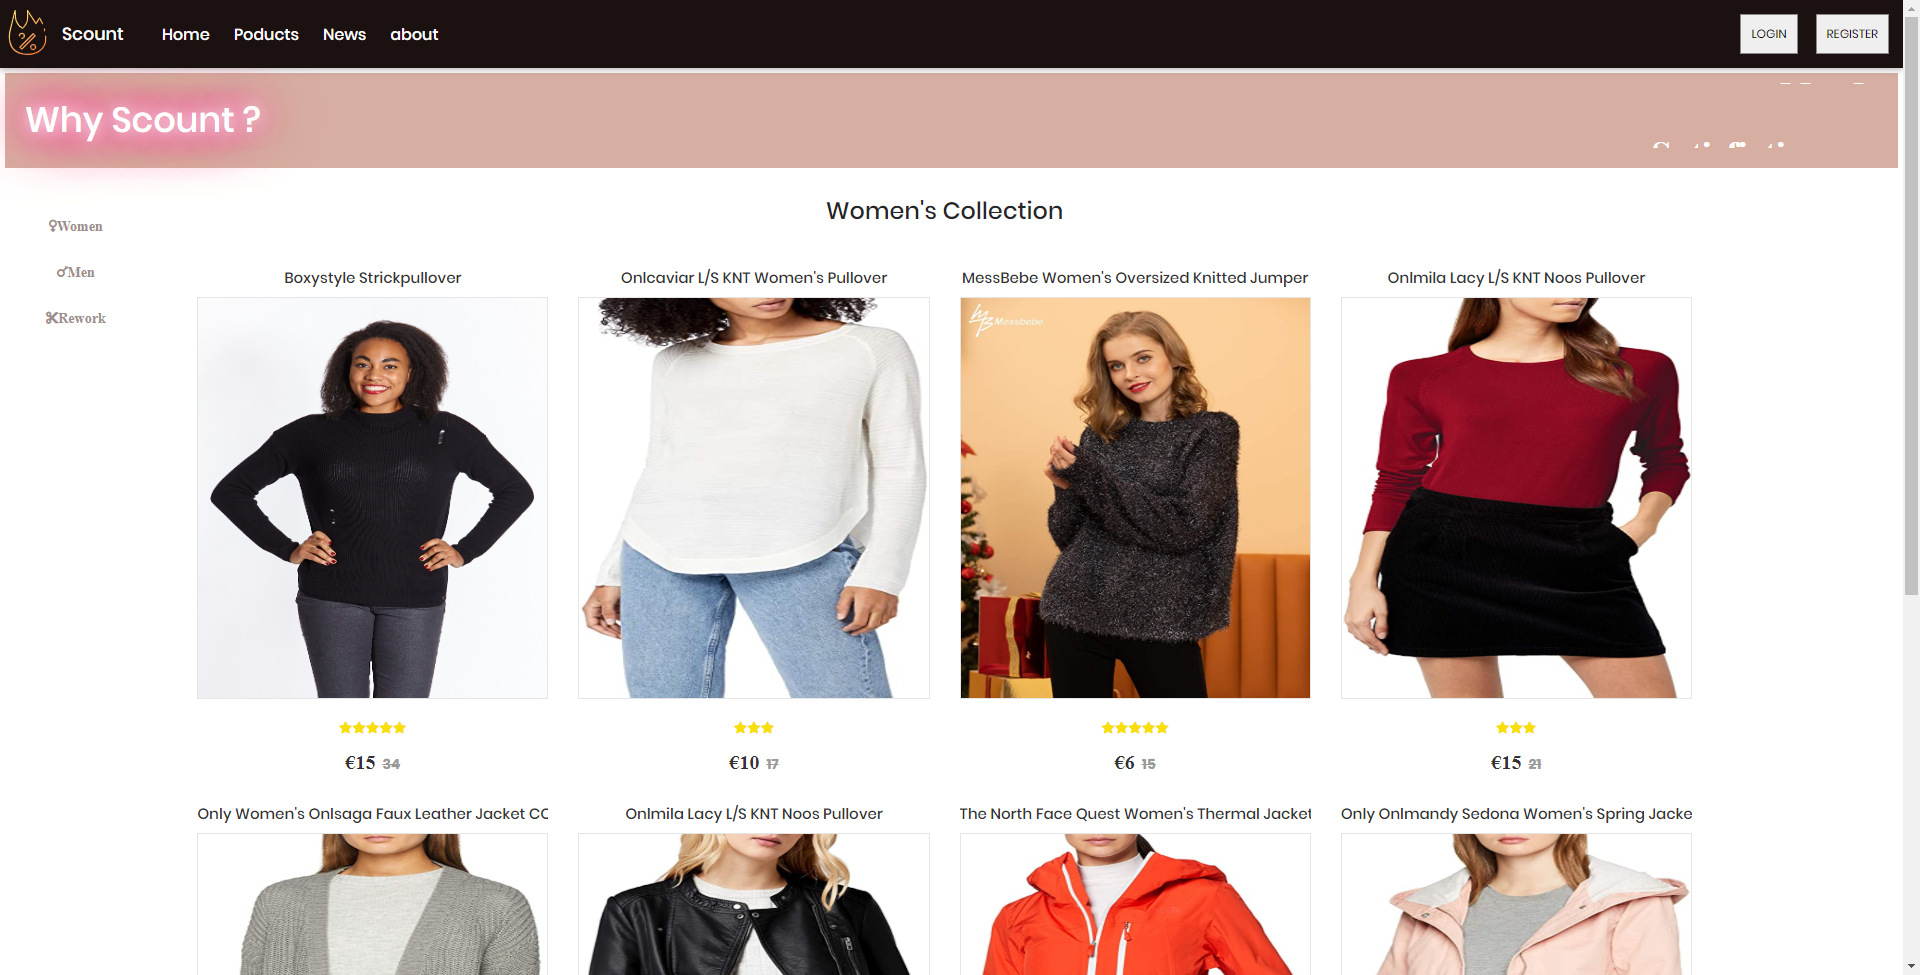 Scount Home Poducts News about LOGIN REGISTER
Why Scount ?
Women's Collection
Women
Men
Rework
Boxystyle Strickpullover
Onlcaviar L/S KNT Women's Pullover
MessBebe Women's Oversized Knitted Jumper
Onlmila Lacy L/S KNT Noos Pullover
MB Messbebe
€15 34
€10 17
€6 15
€15 21
Only Women's Onlsaga Faux Leather Jacket CC
Onlmila Lacy L/S KNT Noos Pullover
The North Face Quest Women's Thermal Jacket
Only Onlmandy Sedona Women's Spring Jacke